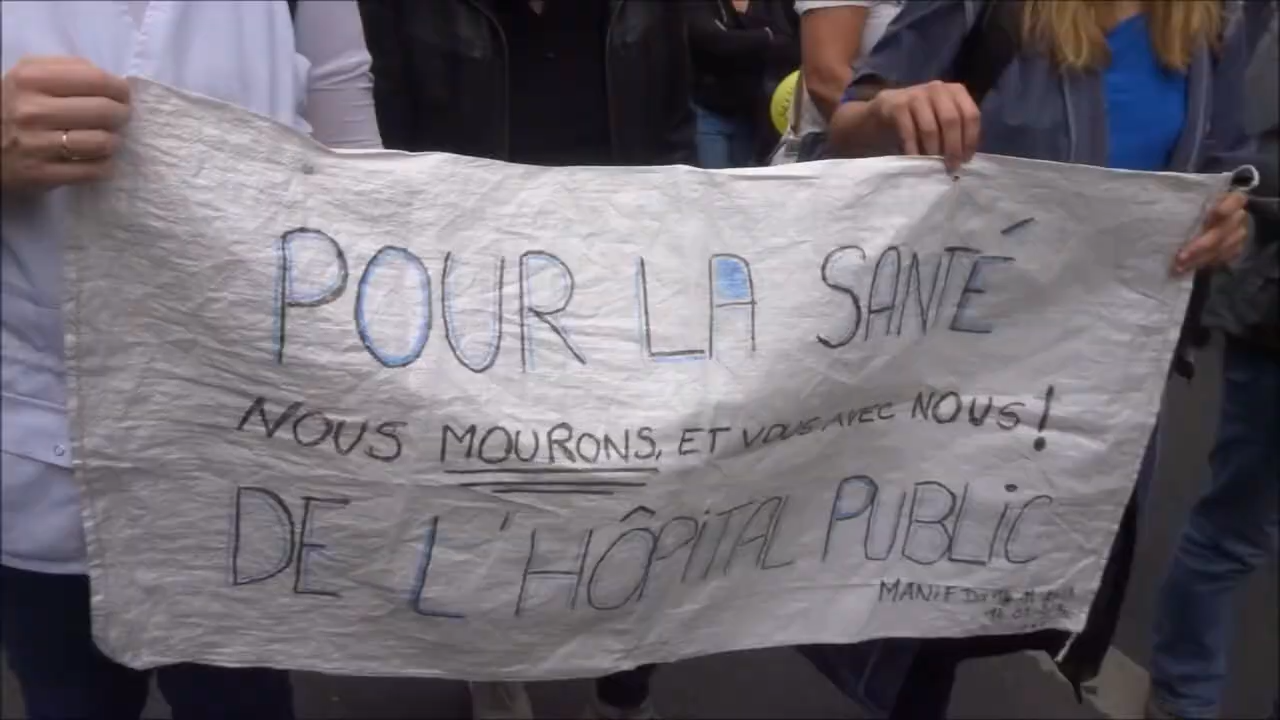 POUR LA SANTÉ
NOUS MOURONS, ET VOUS AVEC NOUS!
DE L'HÔPITAL PUBLIC
MANIF